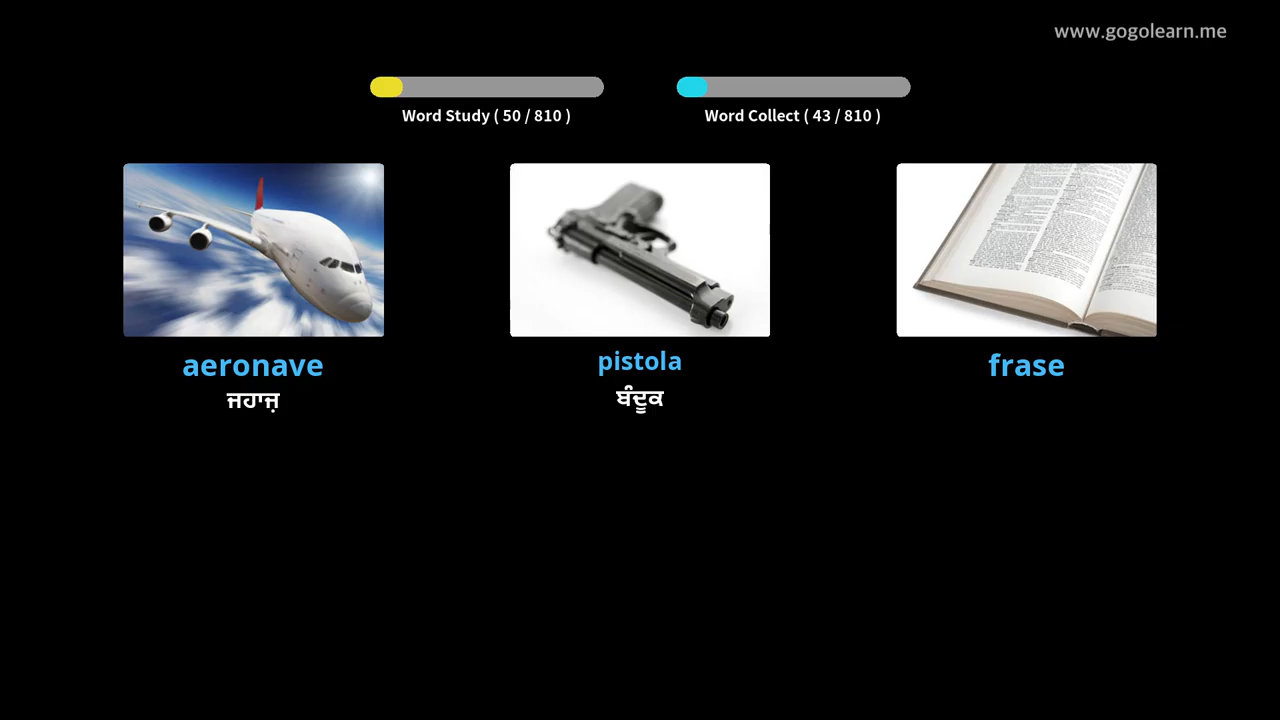 www.gogolearn.me
Word Study ( 50 / 810 )
Word Collect ( 43 / 810 )
aeronave
pistola
frase
ਜਹਾਜ਼
ਬੰਦੂਕ